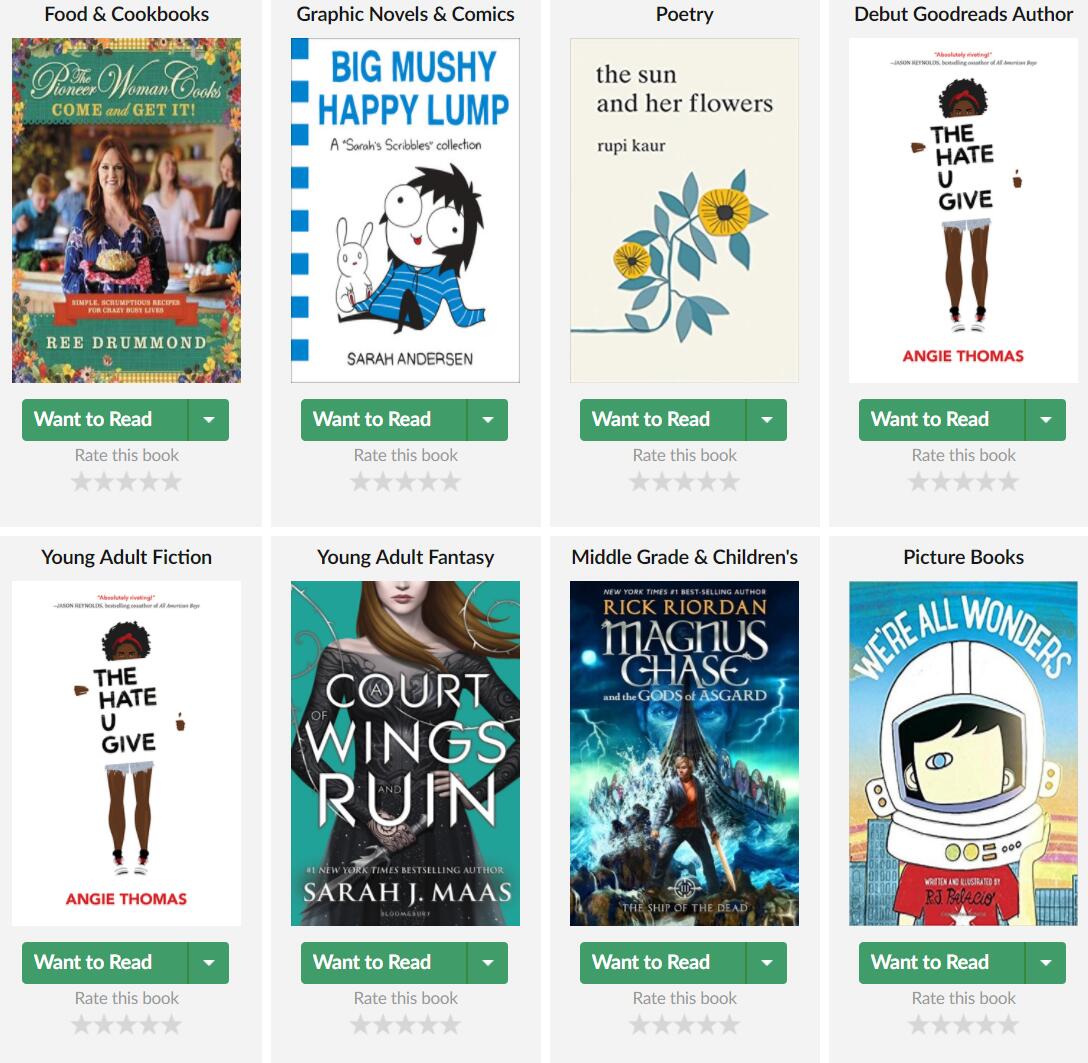 Food & Cookbooks
The
Pioneer Woman Cooks
COME and GET IT!
SIMPLE, SCRUMPTIOUS RECIPES
FOR CRAZY BUSY LIVES
REE DRUMMOND
Want to Read
Rate this book
Graphic Novels & Comics
BIG MUSHY
HAPPY LUMP
A "Sarah's Scribbles" collection
SARAH ANDERSEN
Want to Read
Rate this book
Poetry
the sun
and her flowers
rupi kaur
Want to Read
Rate this book
Debut Goodreads Author
"Absolutely riveting!"
—JASON REYNOLDS, bestselling coauthor of All American Boys
THE
HATE
U
GIVE
ANGIE THOMAS
Want to Read
Rate this book
Young Adult Fiction
"Absolutely riveting!"
—JASON REYNOLDS, bestselling coauthor of All American Boys
THE
HATE
U
GIVE
ANGIE THOMAS
Want to Read
Rate this book
Young Adult Fantasy
A
COURT
OF
WINGS
AND
RUIN
#1 NEW YORK TIMES BESTSELLING AUTHOR
SARAH J. MAAS
BLOOMSBURY
Want to Read
Rate this book
Middle Grade & Children's
NEW YORK TIMES #1 BEST-SELLING AUTHOR
RICK RIORDAN
MAGNUS
CHASE
and the GODS of ASGARD
THE SHIP OF THE DEAD
Want to Read
Rate this book
Picture Books
WE'RE ALL WONDERS
WRITTEN AND ILLUSTRATED BY
R.J. Palacio
Want to Read
Rate this book